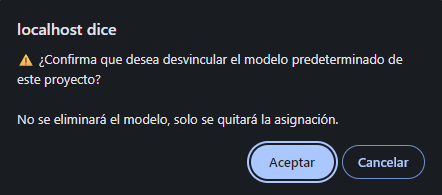 localhost dice
⚠️ ¿Confirma que desea desvincular el modelo predeterminado de
este proyecto?
No se eliminará el modelo, solo se quitará la asignación.
Aceptar
Cancelar